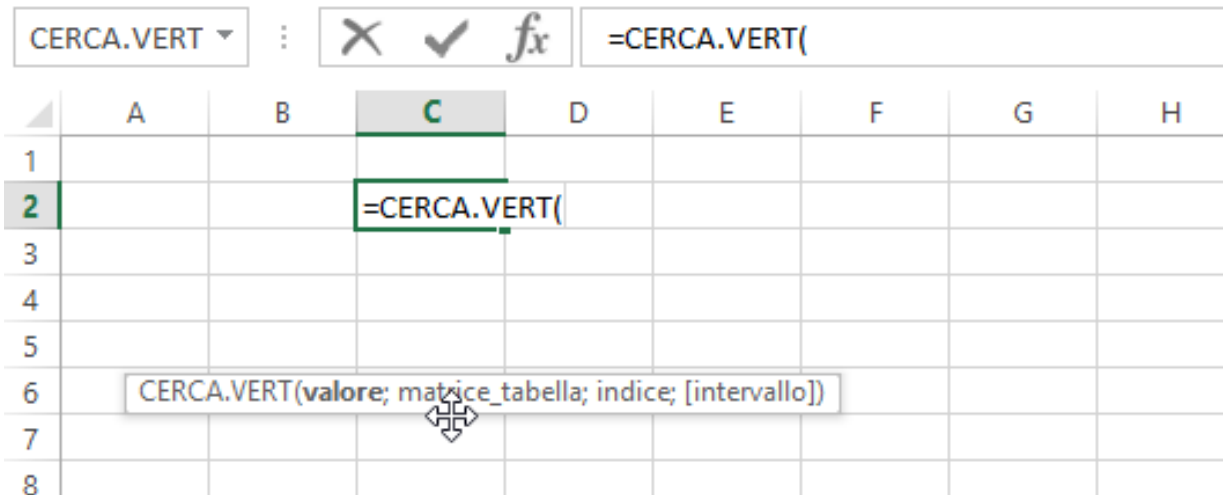 CERCA.VERT fx =CERCA.VERT(
A B C D E F G H
1
2 =CERCA.VERT(
3
4
5
6 CERCA.VERT(valore; matrice_tabella; indice; [intervallo])
7
8